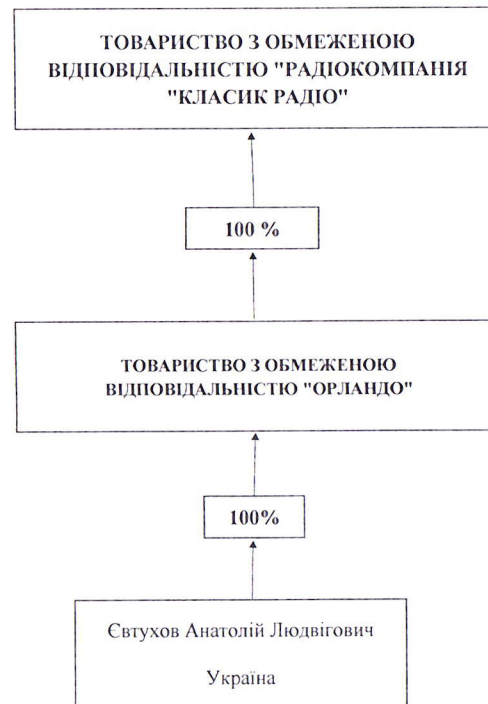 ТОВАРИСТВО З ОБМЕЖЕНОЮ
ВІДПОВІДАЛЬНІСТЮ "РАДІОКОМПАНІЯ
"КЛАСИК РАДІО"
100 %
ТОВАРИСТВО З ОБМЕЖЕНОЮ
ВІДПОВІДАЛЬНІСТЮ "ОРЛАНДО"
100%
Євтухов Анатолій Людвігович
Україна